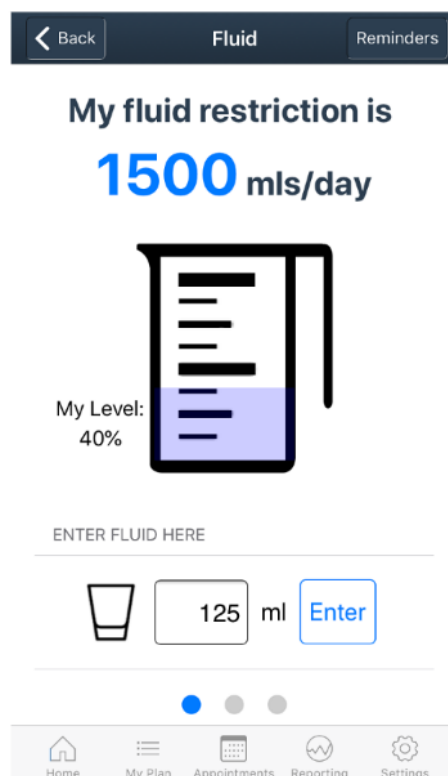 Back
Fluid
Reminders
My fluid restriction is
1500 mls/day
My Level:
40%
ENTER FLUID HERE
125 ml Enter
Home My Plan Appointments Reporting Settings